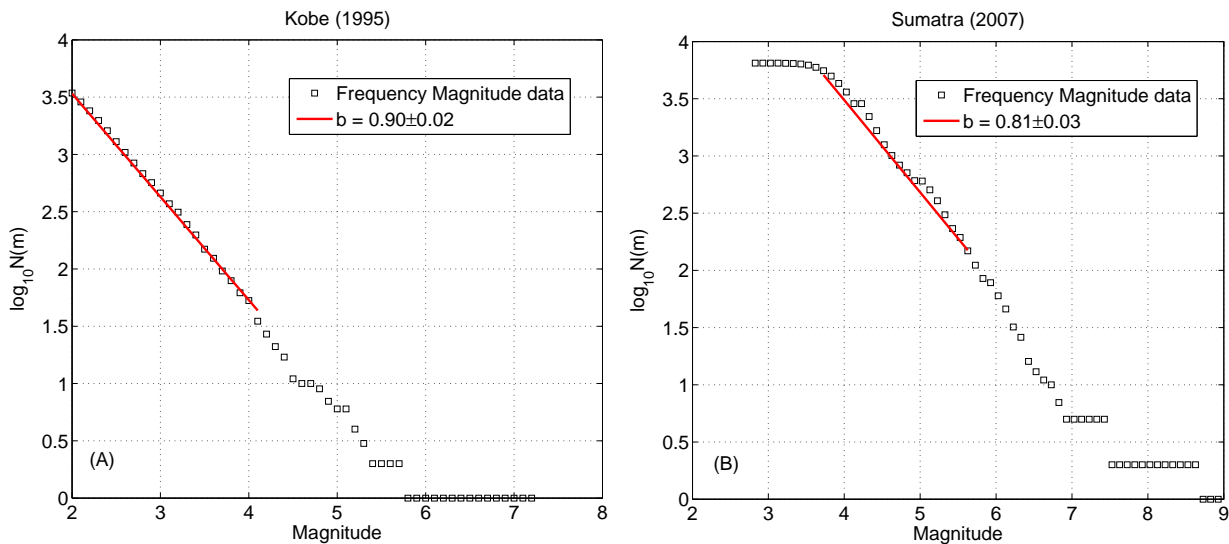 Kobe (1995)
4
3.5
3
2.5
2
1.5
1
0.5
0
log10N(m)
Frequency Magnitude data
b = 0.90±0.02
(A)
2 3 4 5 6 7 8
Magnitude
Sumatra (2007)
4
3.5
3
2.5
2
1.5
1
0.5
0
log10N(m)
Frequency Magnitude data
b = 0.81±0.03
(B)
2 3 4 5 6 7 8 9
Magnitude